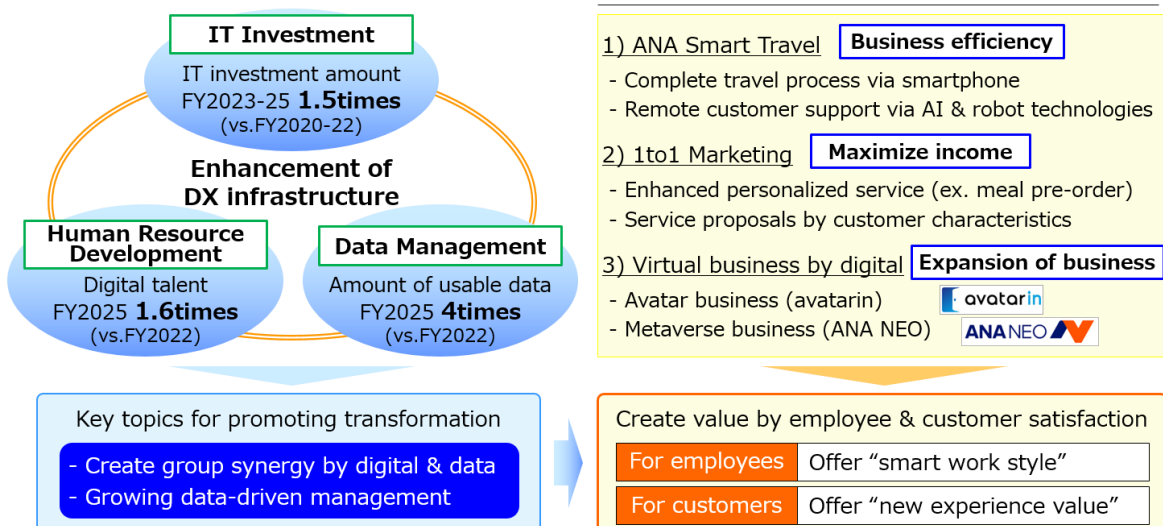 IT Investment
IT investment amount
FY2023-25 1.5times
(vs.FY2020-22)
Enhancement of
DX infrastructure
Human Resource
Development
Digital talent
FY2025 1.6times
(vs.FY2022)
Data Management
Amount of usable data
FY2025 4times
(vs.FY2022)
Key topics for promoting transformation
- Create group synergy by digital & data
- Growing data-driven management
1) ANA Smart Travel Business efficiency
- Complete travel process via smartphone
- Remote customer support via AI & robot technologies
2) 1to1 Marketing Maximize income
- Enhanced personalized service (ex. meal pre-order)
- Service proposals by customer characteristics
3) Virtual business by digital Expansion of business
- Avatar business (avatarin) avatarin
- Metaverse business (ANA NEO) ANA NEO
Create value by employee & customer satisfaction
For employees Offer “smart work style”
For customers Offer “new experience value”